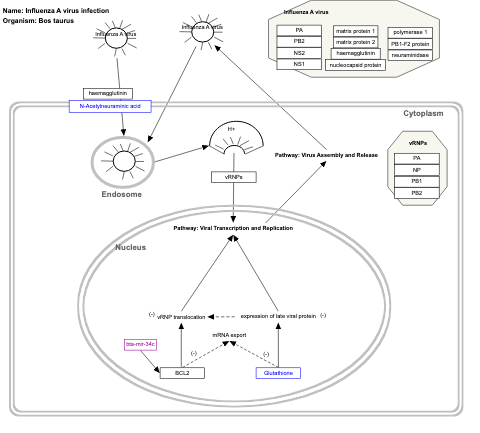 Name: Influenza A virus infection
Organism: Bos taurus
Influenza A virus
Influenza A virus
Influenza A virus
PA
PB2
NS2
NS1
matrix protein 1
matrix protein 2
haemagglutinin
nucleocapsid protein
polymerase 1
PB1-F2 protein
neuraminidase
haemagglutinin
N-Acetylneuraminic acid
Cytoplasm
H+
Endosome
vRNPs
Pathway: Virus Assembly and Release
vRNPs
PA
NP
PB1
PB2
Pathway: Viral Transcription and Replication
Nucleus
(-) vRNP translocation
expression of late viral protein (-)
mRNA export
bta-mir-34c
(-)
(-)
BCL2
Glutathione